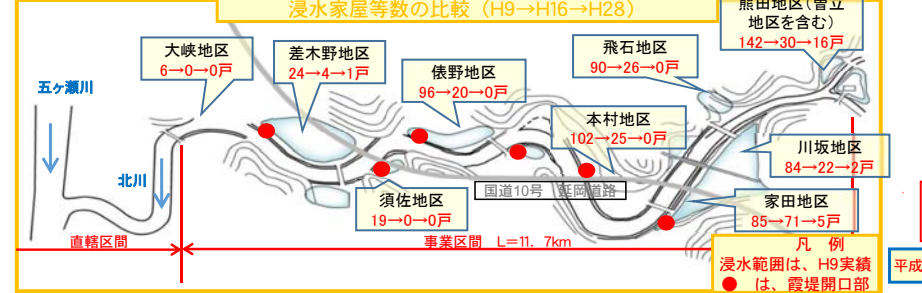 浸水家屋等数の比較（H9→H16→H28）
熊田地区(曽立
地区を含む)
142→30→16戸
大峡地区
6→0→0戸
差木野地区
24→4→1戸
俵野地区
96→20→0戸
飛石地区
90→26→0戸
本村地区
102→25→0戸
川坂地区
84→22→2戸
五ヶ瀬川
北川
須佐地区
19→0→0戸
国道10号　延岡道路
家田地区
85→71→5戸
直轄区間
事業区間　L=11．7km
凡　例
浸水範囲は、H9実績
● は、霞堤開口部
平成